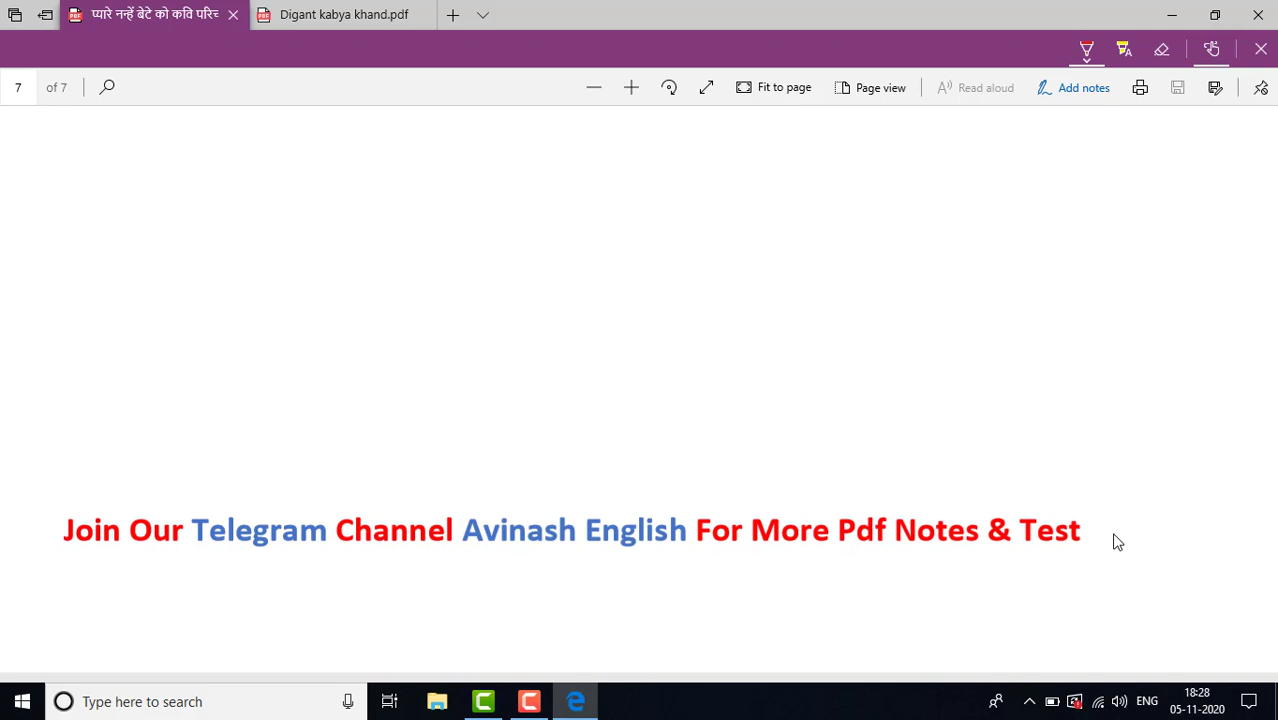 प्यारे नन्हें बेटे को कवि परिच
Digant kabya khand.pdf
7 of 7
Fit to page
Page view
Read aloud
Add notes
Join Our Telegram Channel Avinash English For More Pdf Notes & Test
Type here to search
ENG
18:28
05-11-2020